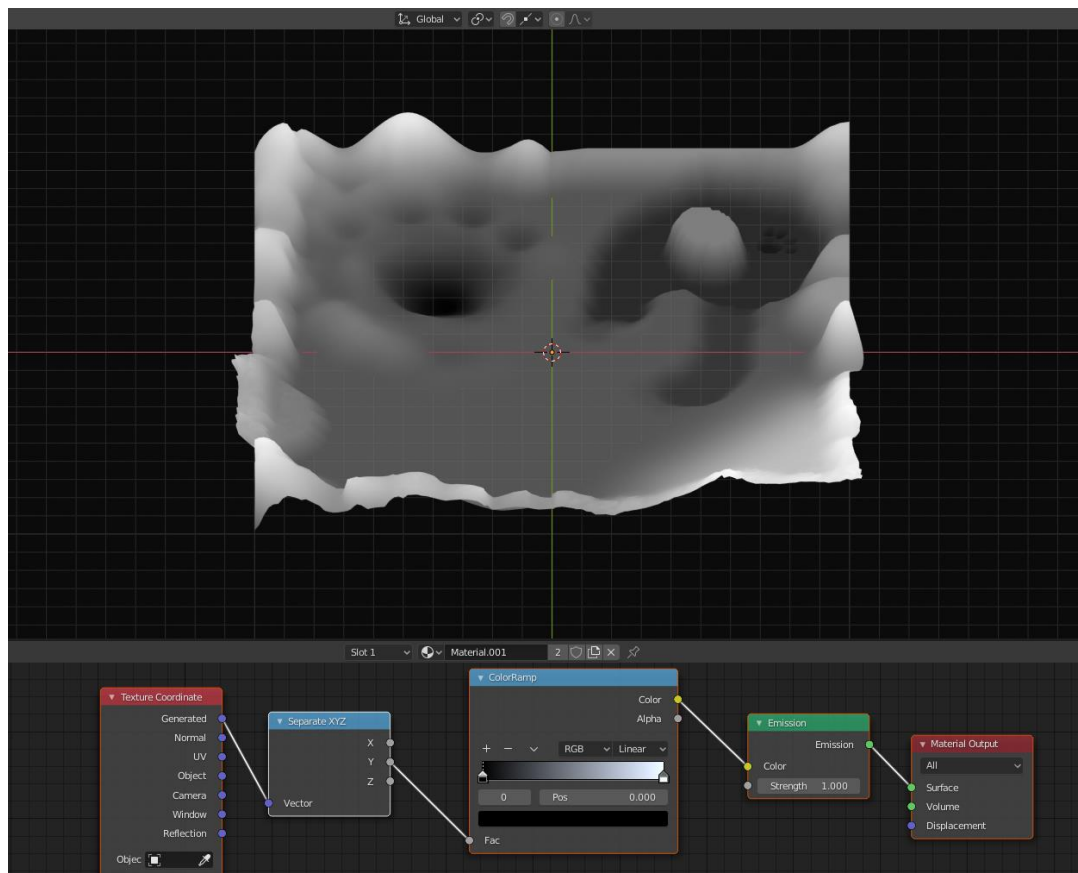 Global
Slot 1
Material.001
2
Texture Coordinate
Generated
Normal
UV
Object
Camera
Window
Reflection
Objec
Separate XYZ
X
Y
Z
Vector
ColorRamp
Color
Alpha
RGB
Linear
0
Pos
0.000
Fac
Emission
Emission
Color
Strength 1.000
Material Output
All
Surface
Volume
Displacement